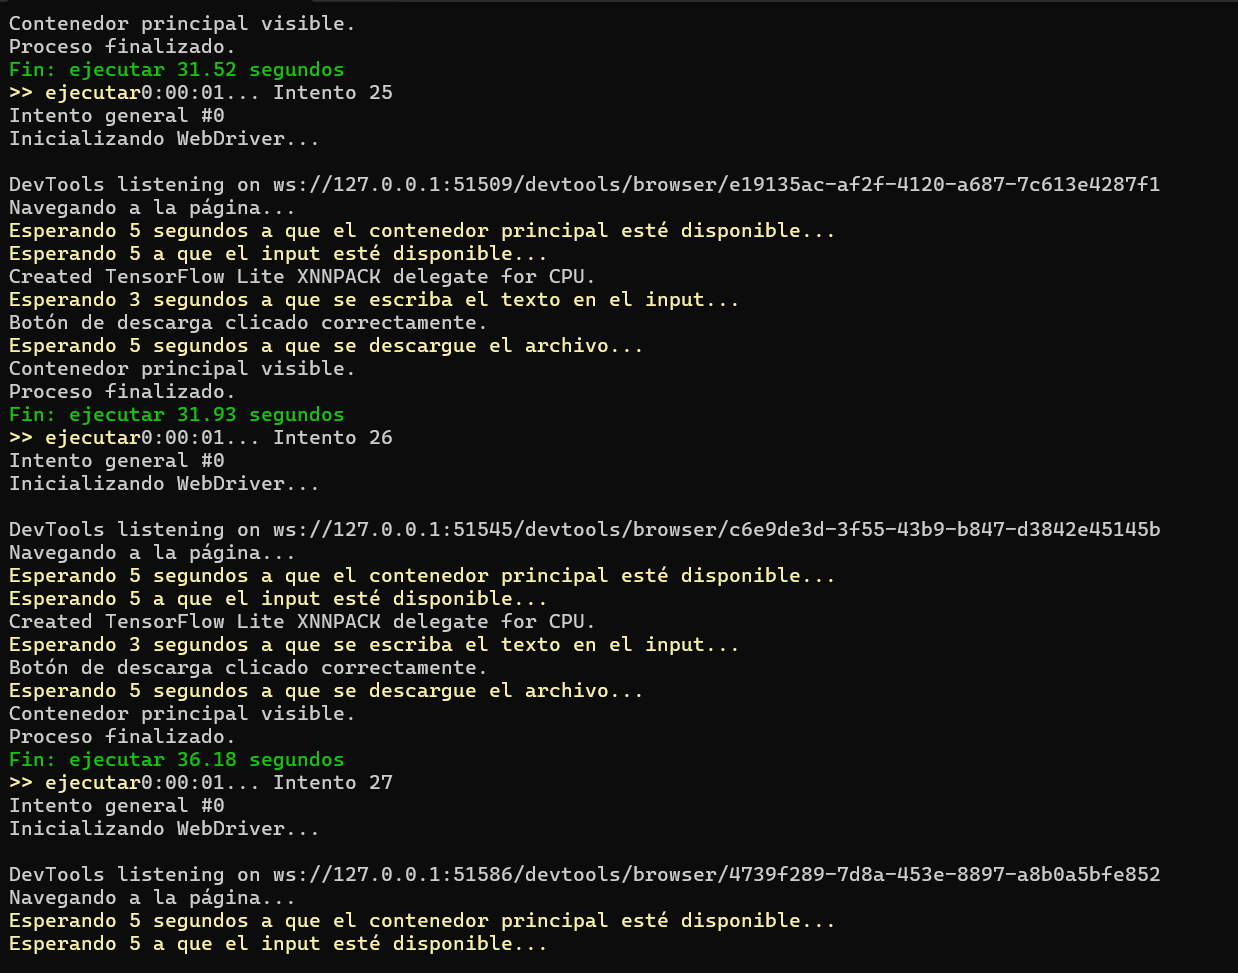 Contenedor principal visible.
Proceso finalizado.
Fin: ejecutar 31.52 segundos
>> ejecutar0:00:01... Intento 25
Intento general #0
Inicializando WebDriver...
DevTools listening on ws://127.0.0.1:51509/devtools/browser/e19135ac-af2f-4120-a687-7c613e4287f1
Navegando a la página...
Esperando 5 segundos a que el contenedor principal esté disponible...
Esperando 5 a que el input esté disponible...
Created TensorFlow Lite XNNPACK delegate for CPU.
Esperando 3 segundos a que se escriba el texto en el input...
Botón de descarga clicado correctamente.
Esperando 5 segundos a que se descargue el archivo...
Contenedor principal visible.
Proceso finalizado.
Fin: ejecutar 31.93 segundos
>> ejecutar0:00:01... Intento 26
Intento general #0
Inicializando WebDriver...
DevTools listening on ws://127.0.0.1:51545/devtools/browser/c6e9de3d-3f55-43b9-b847-d3842e45145b
Navegando a la página...
Esperando 5 segundos a que el contenedor principal esté disponible...
Esperando 5 a que el input esté disponible...
Created TensorFlow Lite XNNPACK delegate for CPU.
Esperando 3 segundos a que se escriba el texto en el input...
Botón de descarga clicado correctamente.
Esperando 5 segundos a que se descargue el archivo...
Contenedor principal visible.
Proceso finalizado.
Fin: ejecutar 36.18 segundos
>> ejecutar0:00:01... Intento 27
Intento general #0
Inicializando WebDriver...
DevTools listening on ws://127.0.0.1:51586/devtools/browser/4739f289-7d8a-453e-8897-a8b0a5bfe852
Navegando a la página...
Esperando 5 segundos a que el contenedor principal esté disponible...
Esperando 5 a que el input esté disponible...